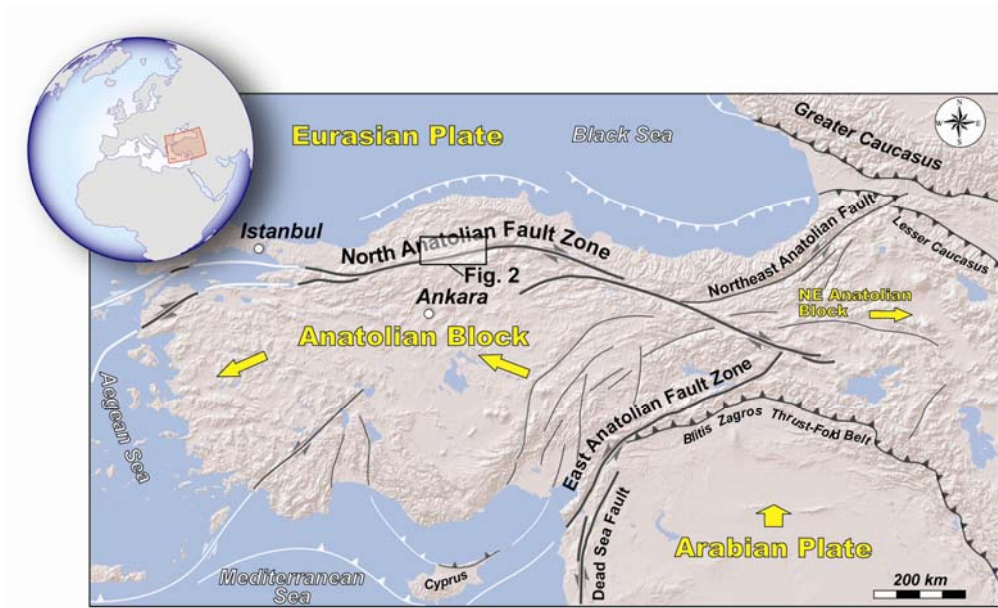 Eurasian Plate
Black Sea
Greater Caucasus
N
W E
S
Istanbul
North Anatolian Fault Zone
Northeast Anatolian Fault
Lesser Caucasus
Fig. 2
Ankara
NE Anatolian
Block
Anatolian Block
Aegean Sea
East Anatolian Fault Zone
Blitis Zagros Thrust-Fold Belt
Dead Sea Fault
Arabian Plate
Mediterranean
Sea
Cyprus
200 km